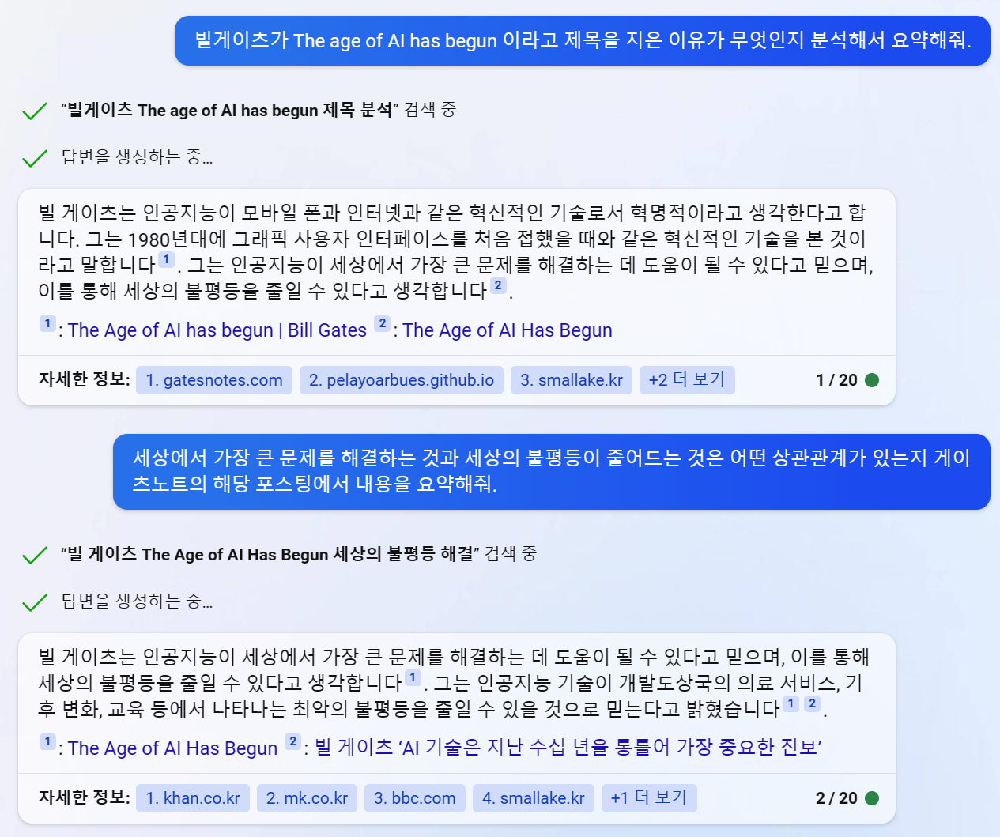 빌게이츠가 The age of AI has begun 이라고 제목을 지은 이유가 무엇인지 분석해서 요약해줘.
“빌게이츠 The age of AI has begun 제목 분석” 검색 중
답변을 생성하는 중...
빌 게이츠는 인공지능이 모바일 폰과 인터넷과 같은 혁신적인 기술로서 혁명적이라고 생각한다고 합
니다. 그는 1980년대에 그래픽 사용자 인터페이스를 처음 접했을 때와 같은 혁신적인 기술을 본 것이
라고 말합니다 1 . 그는 인공지능이 세상에서 가장 큰 문제를 해결하는 데 도움이 될 수 있다고 믿으며,
이를 통해 세상의 불평등을 줄일 수 있다고 생각합니다 2 .
1 : The Age of AI has begun | Bill Gates 2 : The Age of AI Has Begun
자세한 정보: 1. gatesnotes.com 2. pelayoarbues.github.io 3. smallake.kr +2 더 보기 1 / 20
세상에서 가장 큰 문제를 해결하는 것과 세상의 불평등이 줄어드는 것은 어떤 상관관계가 있는지 게이
츠노트의 해당 포스팅에서 내용을 요약해줘.
“빌 게이츠 The Age of AI Has Begun 세상의 불평등 해결” 검색 중
답변을 생성하는 중...
빌 게이츠는 인공지능이 세상에서 가장 큰 문제를 해결하는 데 도움이 될 수 있다고 믿으며, 이를 통해
세상의 불평등을 줄일 수 있다고 생각합니다 1 . 그는 인공지능 기술이 개발도상국의 의료 서비스, 기
후 변화, 교육 등에서 나타나는 최악의 불평등을 줄일 수 있을 것으로 믿는다고 밝혔습니다 1 2 .
1 : The Age of AI Has Begun 2 : 빌 게이츠 ‘AI 기술은 지난 수십 년을 통틀어 가장 중요한 진보’
자세한 정보: 1. khan.co.kr 2. mk.co.kr 3. bbc.com 4. smallake.kr +1 더 보기 2 / 20